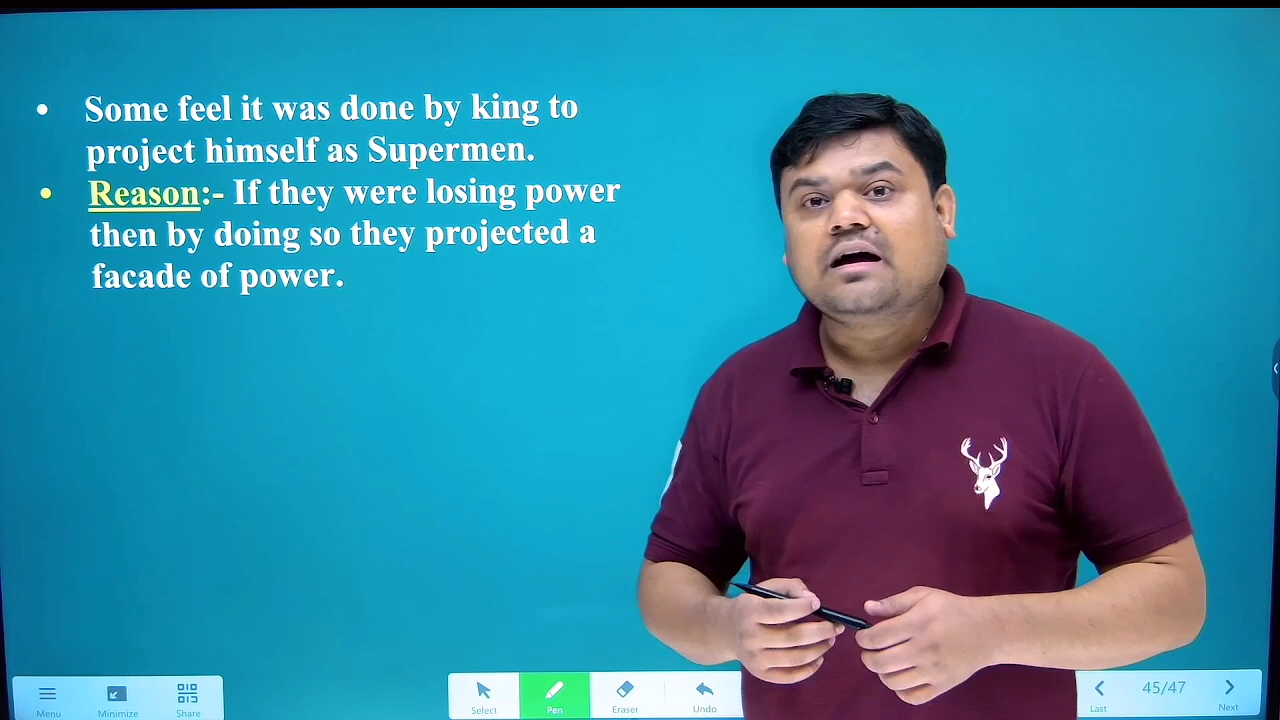 • Some feel it was done by king to
project himself as Supermen.
• Reason:- If they were losing power
then by doing so they projected a
facade of power.
Menu
Minimize
Share
Select
Pen
Eraser
Undo
Last
45/47
Next